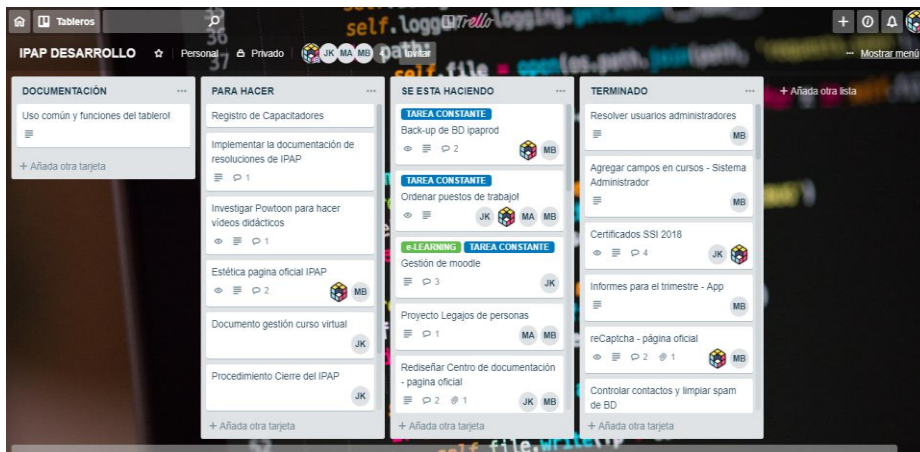 Tableros
Trello
IPAP DESARROLLO
Personal
Privado
JK MA MB
Invitar
Mostrar menú
DOCUMENTACIÓN
Uso común y funciones del tablero!
+ Añada otra tarjeta
PARA HACER
Registro de Capacitadores
Implementar la documentación de
resoluciones de IPAP
1
Investigar Powtoon para hacer
vídeos didácticos
1
Estética pagina oficial IPAP
2 MB
Documento gestión curso virtual
JK
Procedimiento Cierre del IPAP
JK
+ Añada otra tarjeta
SE ESTA HACIENDO
TAREA CONSTANTE
Back-up de BD ipaprod
2 MB
TAREA CONSTANTE
Ordenar puestos de trabajo!
JK MA MB
e-LEARNING TAREA CONSTANTE
Gestión de moodle
3 JK
Proyecto Legajos de personas
1 MA MB
Rediseñar Centro de documentación
- pagina oficial
2 1 JK MB
+ Añada otra tarjeta
TERMINADO
Resolver usuarios administradores
MB
Agregar campos en cursos - Sistema
Administrador
MB
Certificados SSI 2018
4 JK
Informes para el trimestre - App
MB
reCaptcha - página oficial
2 1 MB
Controlar contactos y limpiar spam
de BD
+ Añada otra tarjeta
+ Añada otra lista